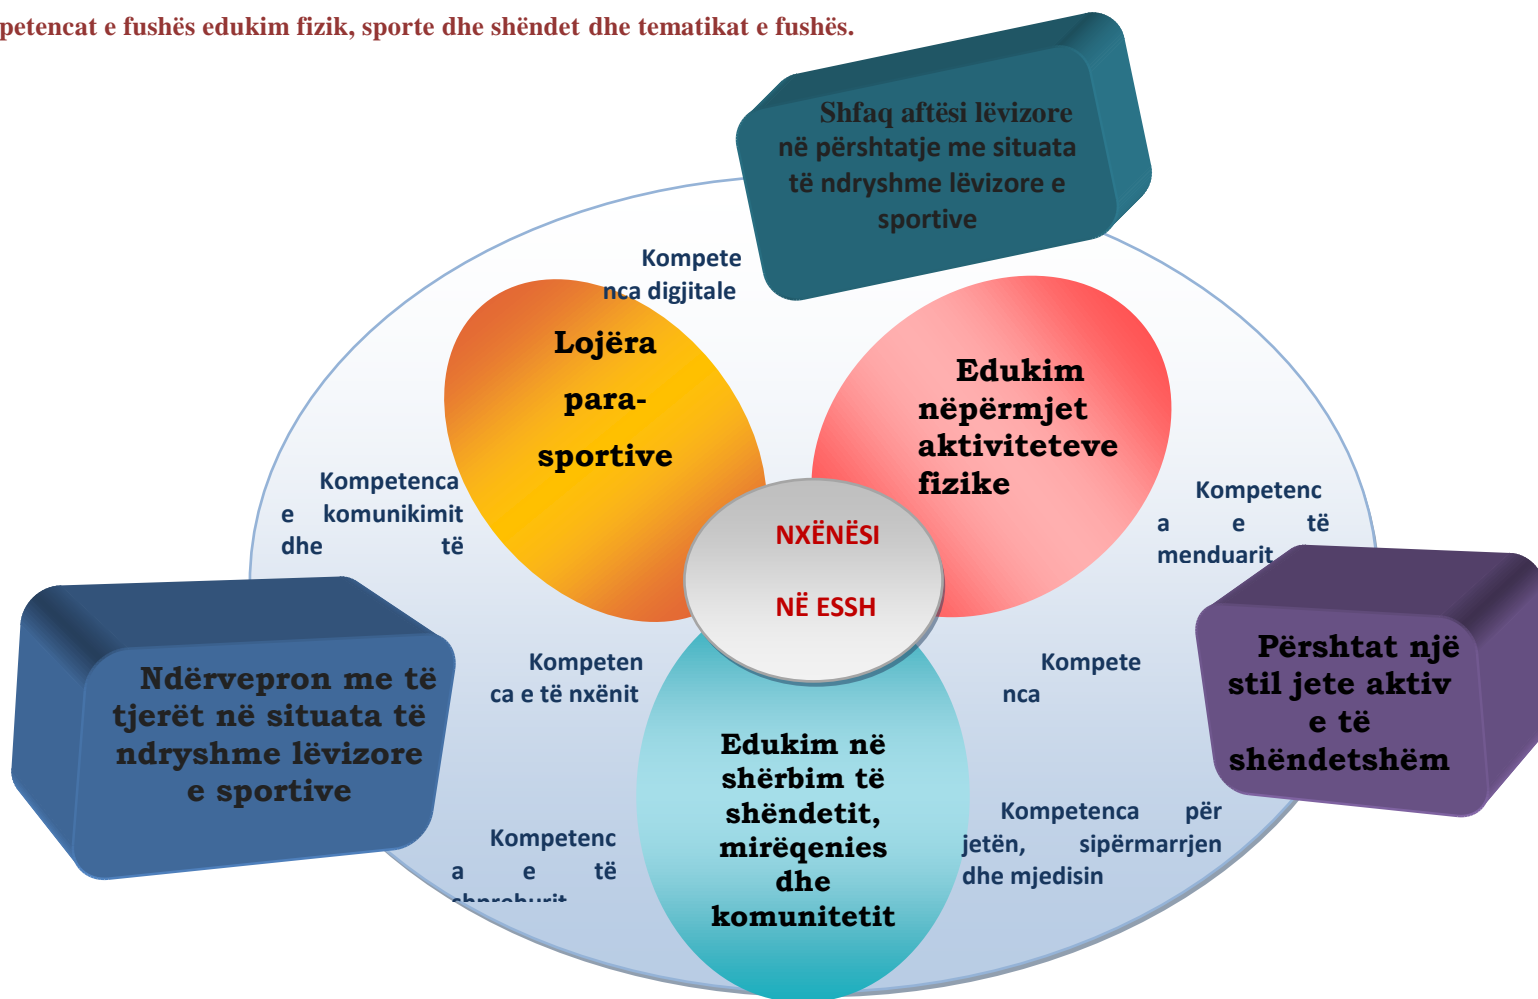 petencat e fushës edukim fizik, sporte dhe shëndet dhe tematikat e fushës.
Shfaq aftësi lëvizore
në përshtatje me situata
të ndryshme lëvizore e
sportive
Kompete
nca digjitale
Lojëra
para-
sportive
Edukim
nëpërmjet
aktiviteteve
fizike
Kompetenca
e komunikimit
dhe të
Kompetenc
a e të
menduarit
NXËNËSI
NË ESSH
Ndërvepron me të
tjerët në situata të
ndryshme lëvizore
e sportive
Kompeten
ca e të nxënit
Kompete
nca
Përshtat një
stil jete aktiv
e të
shëndetshëm
Edukim në
shërbim të
shëndetit,
mirëqenies
dhe
komunitetit
Kompetenc
a e të
Kompetenca për
jetën, sipërmarrjen
dhe mjedisin